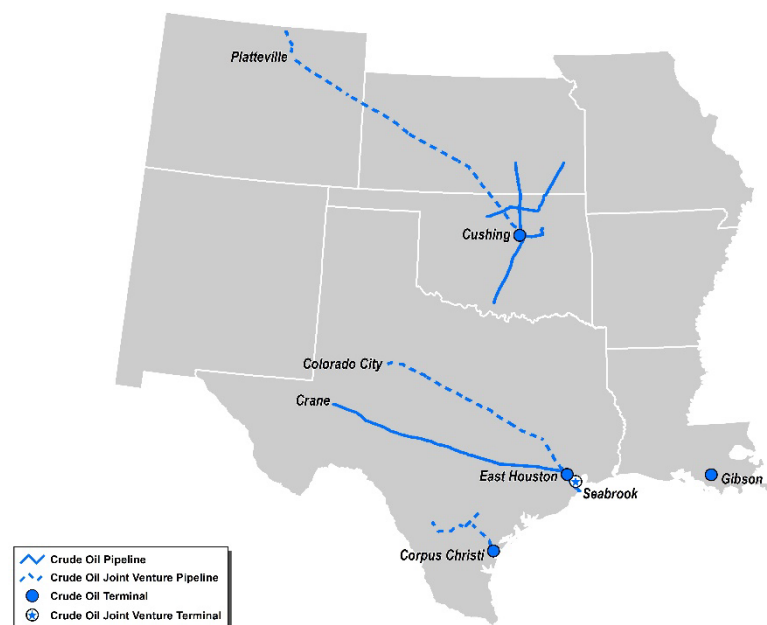 Platteville
Cushing
Colorado City
Crane
East Houston
Seabrook
Gibson
Corpus Christi
Crude Oil Pipeline
Crude Oil Joint Venture Pipeline
Crude Oil Terminal
Crude Oil Joint Venture Terminal